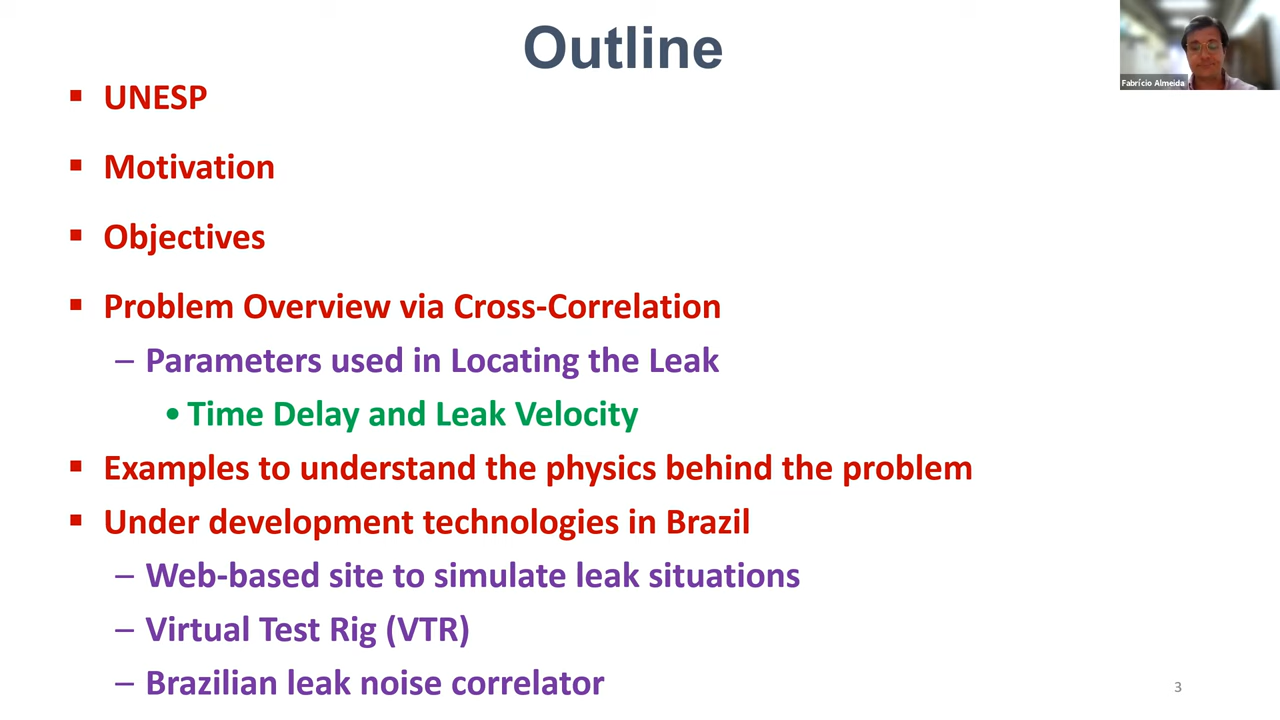 Outline
Fabrício Almeida
▪ UNESP
▪ Motivation
▪ Objectives
▪ Problem Overview via Cross-Correlation
– Parameters used in Locating the Leak
• Time Delay and Leak Velocity
▪ Examples to understand the physics behind the problem
▪ Under development technologies in Brazil
– Web-based site to simulate leak situations
– Virtual Test Rig (VTR)
– Brazilian leak noise correlator
3